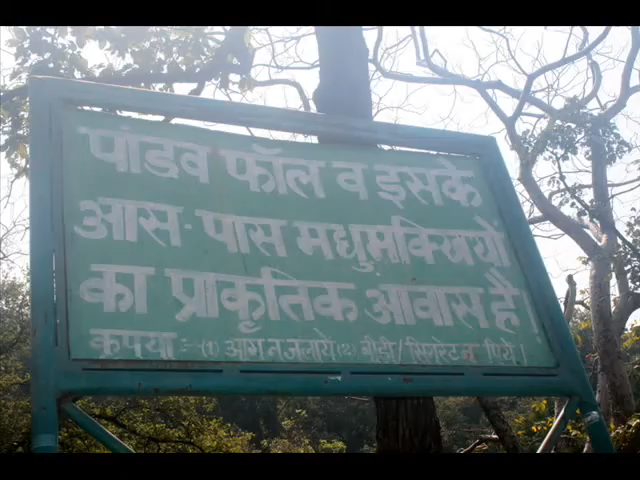 पांडव फॉल व इसके
आस-पास मधुमक्खियों
का प्राकृतिक आवास है।
कृपया:- (1) आग न जलायें (2) बीड़ी/सिगरेट न पियें।